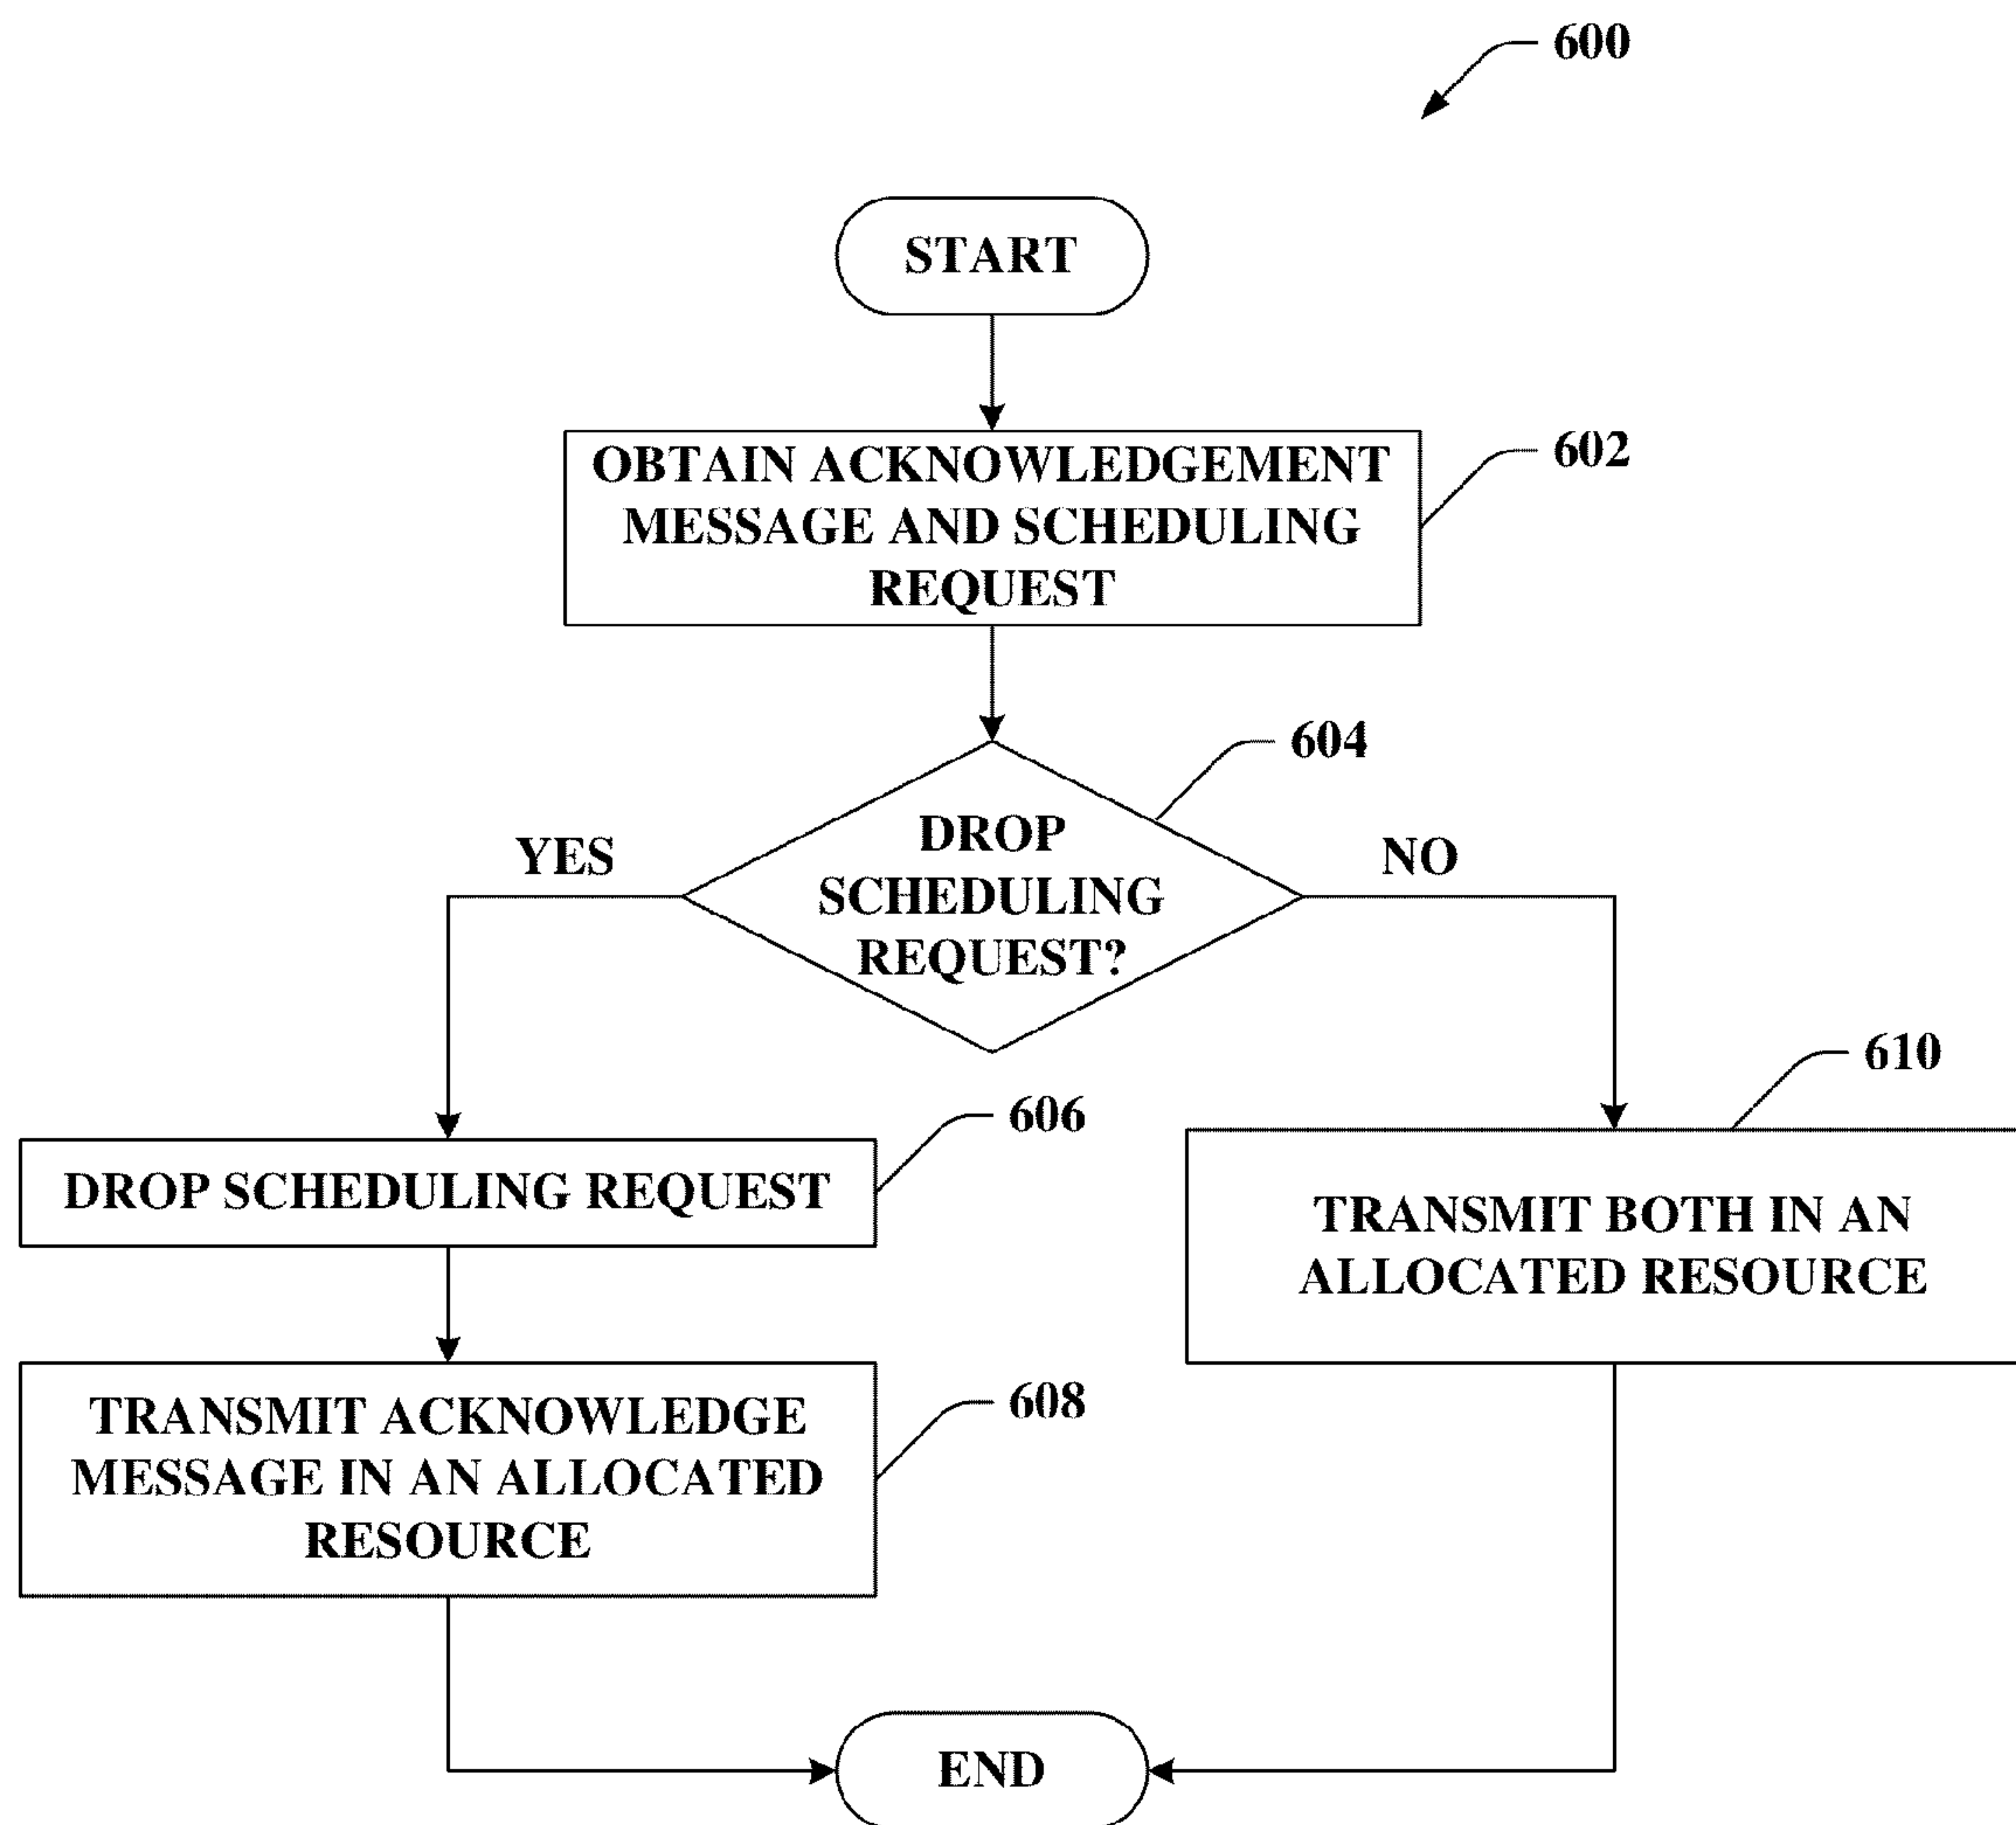 600
START
OBTAIN ACKNOWLEDGEMENT
MESSAGE AND SCHEDULING
REQUEST
602
604
DROP
SCHEDULING
REQUEST?
YES
NO
606
DROP SCHEDULING REQUEST
610
TRANSMIT BOTH IN AN
ALLOCATED RESOURCE
608
TRANSMIT ACKNOWLEDGE
MESSAGE IN AN ALLOCATED
RESOURCE
END